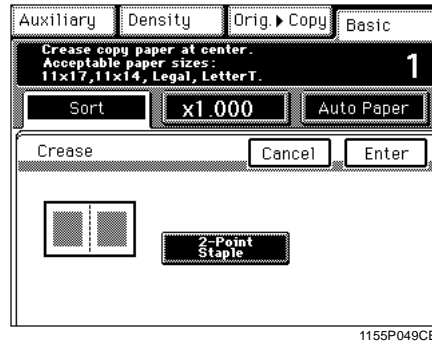 Auxiliary Density Orig.▶Copy Basic
Crease copy paper at center.
Acceptable paper sizes:
11x17,11x14, Legal, LetterT.
1
Sort x1.000 Auto Paper
Crease Cancel Enter
2-Point
Staple
1155P049CE